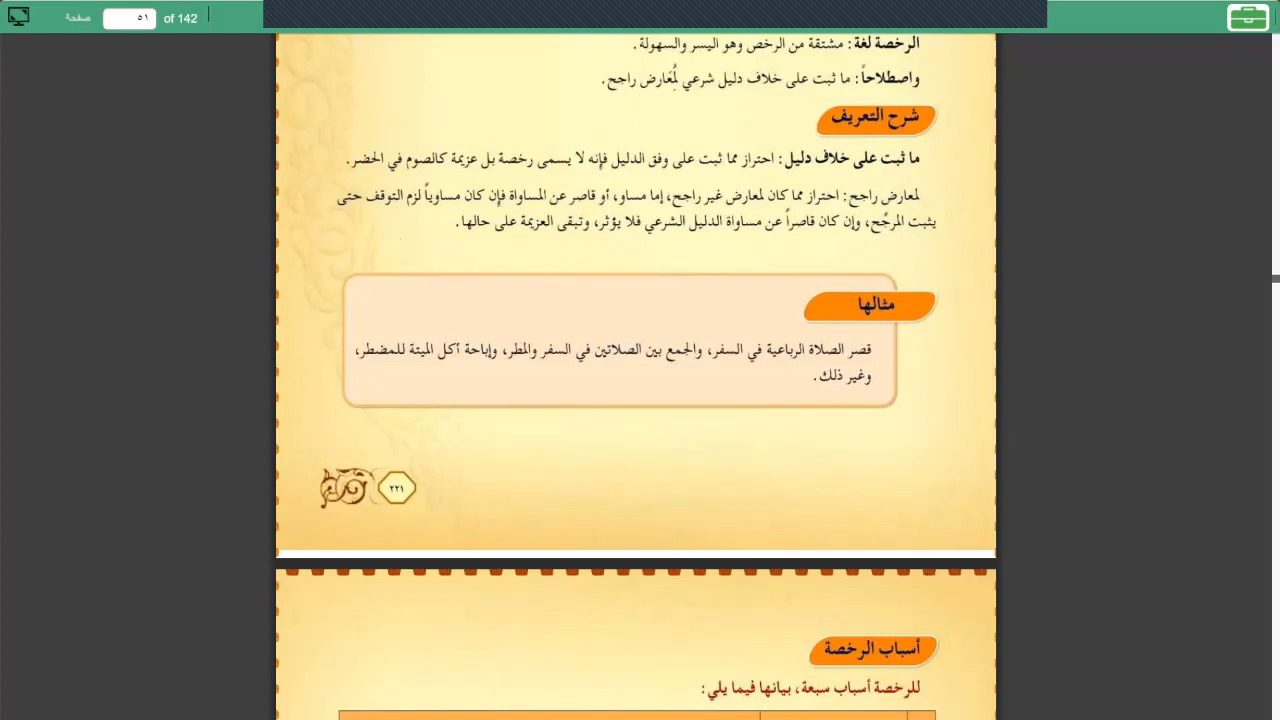 صفحة ٥١ of 142
الرخصة لغة: مشتقة من الرخص وهو اليسر والسهولة.
واصطلاحاً: ما ثبت على خلاف دليل شرعي لمُعَارض راجح.
شرح التعريف
ما ثبت على خلاف دليل: احتراز مما ثبت على وفق الدليل فإنه لا يسمى رخصة بل عزيمة كالصوم في الحضر.
لمعارض راجح: احتراز مما كان لمعارض غير راجح، إما مساو، أو قاصر عن المساواة فإن كان مساوياً لزم التوقف حتى
يثبت المرجِّح، وإن كان قاصراً عن مساواة الدليل الشرعي فلا يؤثر، وتبقى العزيمة على حالها.
مثالها
قصر الصلاة الرباعية في السفر، والجمع بين الصلاتين في السفر والمطر، وإباحة أكل الميتة للمضطر،
وغير ذلك.
٢٢١
أسباب الرخصة
للرخصة أسباب سبعة، بيانها فيما يلي: